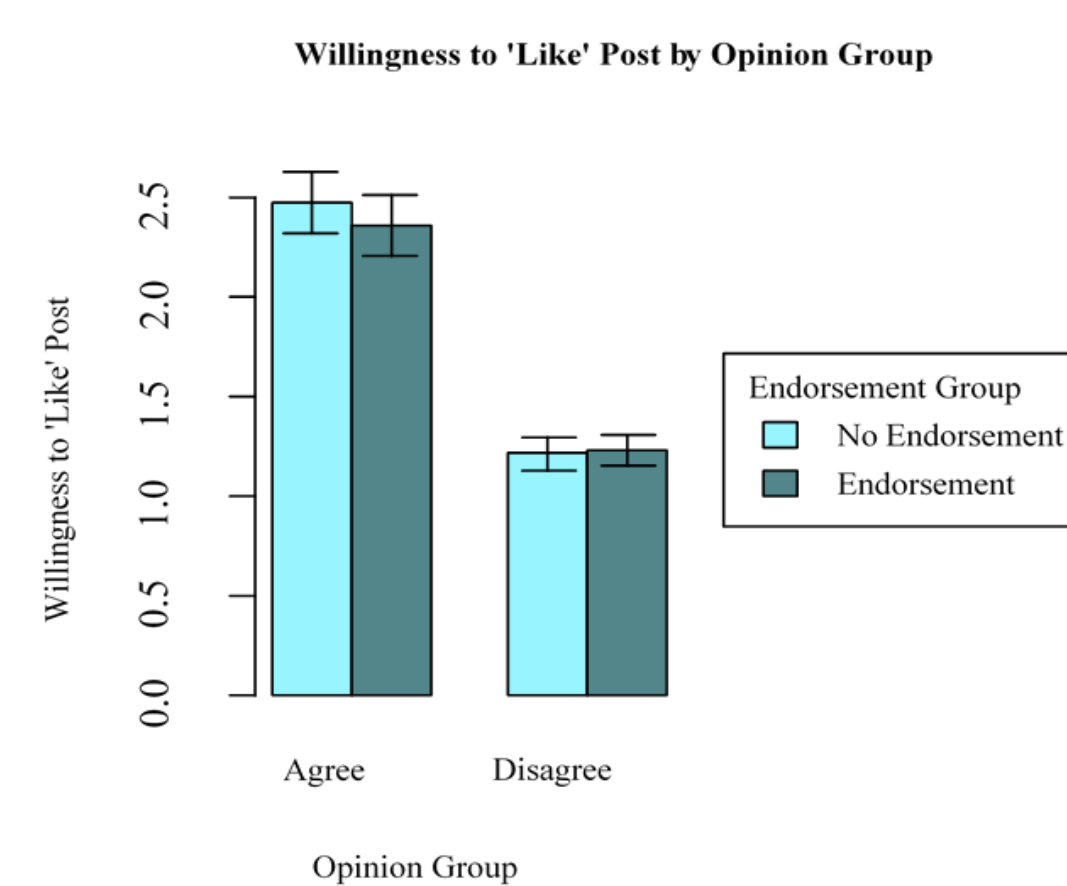 Willingness to 'Like' Post by Opinion Group
Willingness to 'Like' Post
2.5
2.0
1.5
1.0
0.5
0.0
Agree
Disagree
Opinion Group
Endorsement Group
No Endorsement
Endorsement